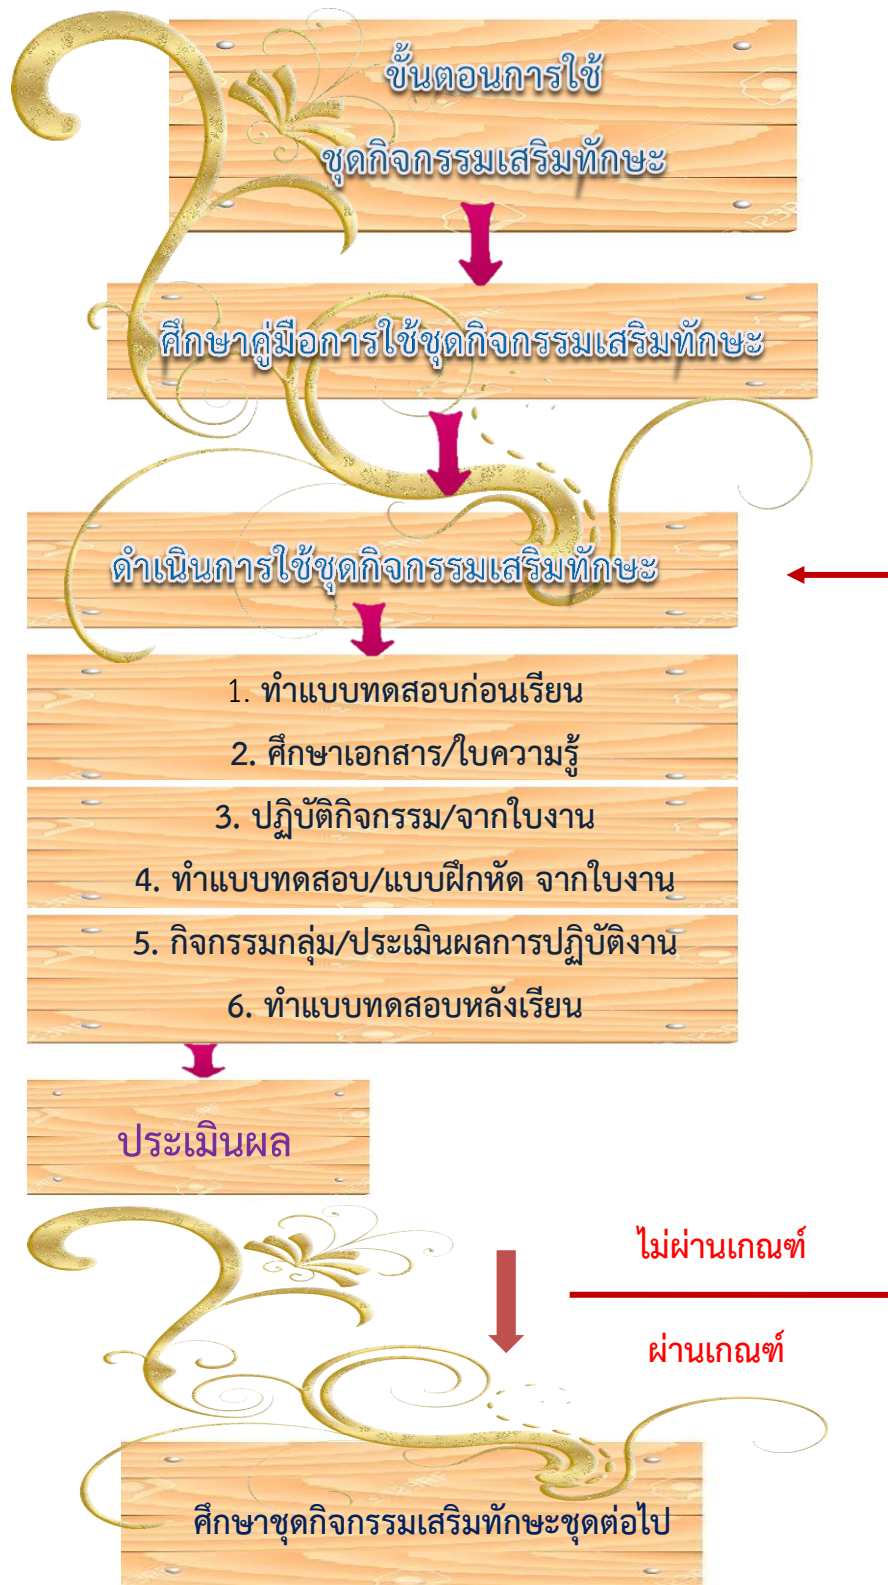 ขั้นตอนการใช้
ชุดกิจกรรมเสริมทักษะ
ศึกษาคู่มือการใช้ชุดกิจกรรมเสริมทักษะ
ดำเนินการใช้ชุดกิจกรรมเสริมทักษะ
1. ทำแบบทดสอบก่อนเรียน
2. ศึกษาเอกสาร/ใบความรู้
3. ปฏิบัติกิจกรรม/จากใบงาน
4. ทำแบบทดสอบ/แบบฝึกหัด จากใบงาน
5. กิจกรรมกลุ่ม/ประเมินผลการปฏิบัติงาน
6. ทำแบบทดสอบหลังเรียน
ประเมินผล
ไม่ผ่านเกณฑ์
ผ่านเกณฑ์
ศึกษาชุดกิจกรรมเสริมทักษะชุดต่อไป